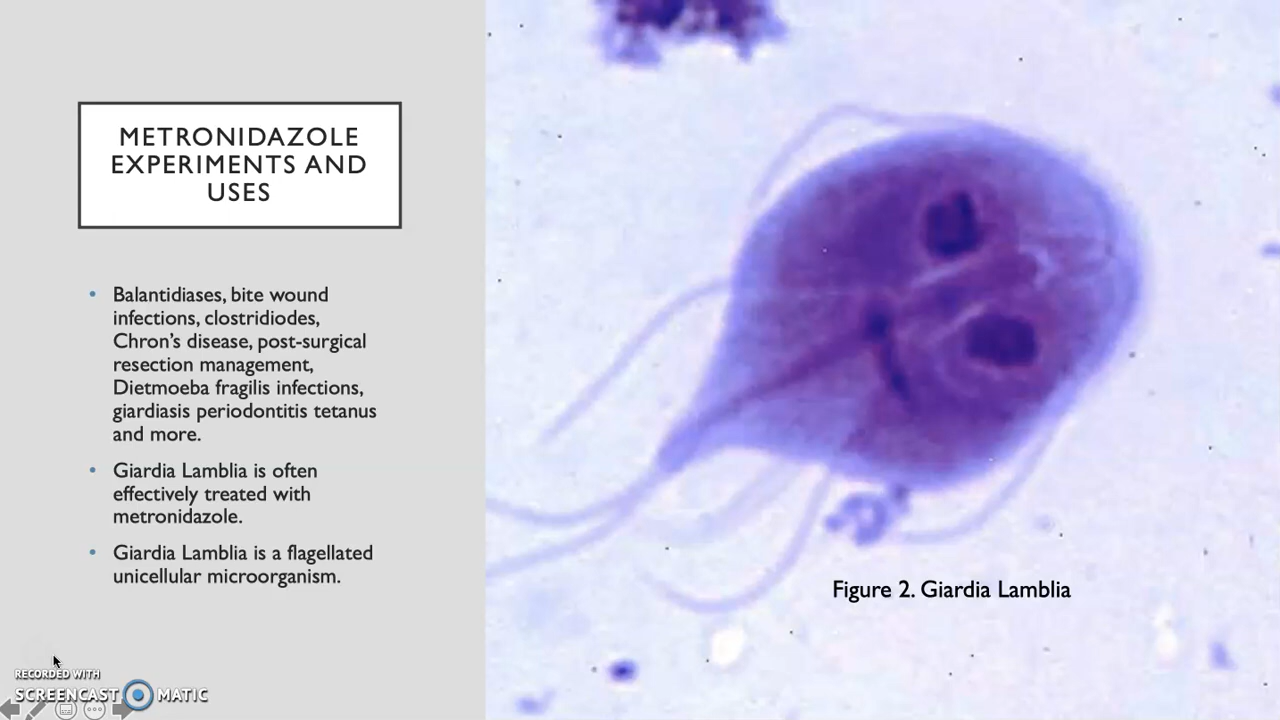 METRONIDAZOLE
EXPERIMENTS AND
USES
• Balantidiases, bite wound
infections, clostridiodes,
Chron's disease, post-surgical
resection management,
Dietmoeba fragilis infections,
giardiasis periodontitis tetanus
and more.
• Giardia Lamblia is often
effectively treated with
metronidazole.
• Giardia Lamblia is a flagellated
unicellular microorganism.
Figure 2. Giardia Lamblia
RECORDED WITH
SCREENCAST MATIC